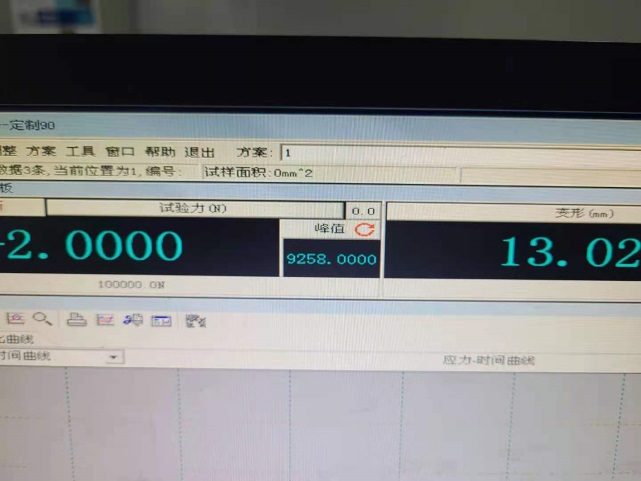 一定制90
整 方案 工具 窗口 帮助 退出 方案: 1
数据3条,当前位置为1,编号: 试样面积:0mm^2
板
试验力(N) 0.0 变形(mm)
峰值
-2.0000 9258.0000 13.02
100000.0N
比曲线
时间曲线 应力-时间曲线